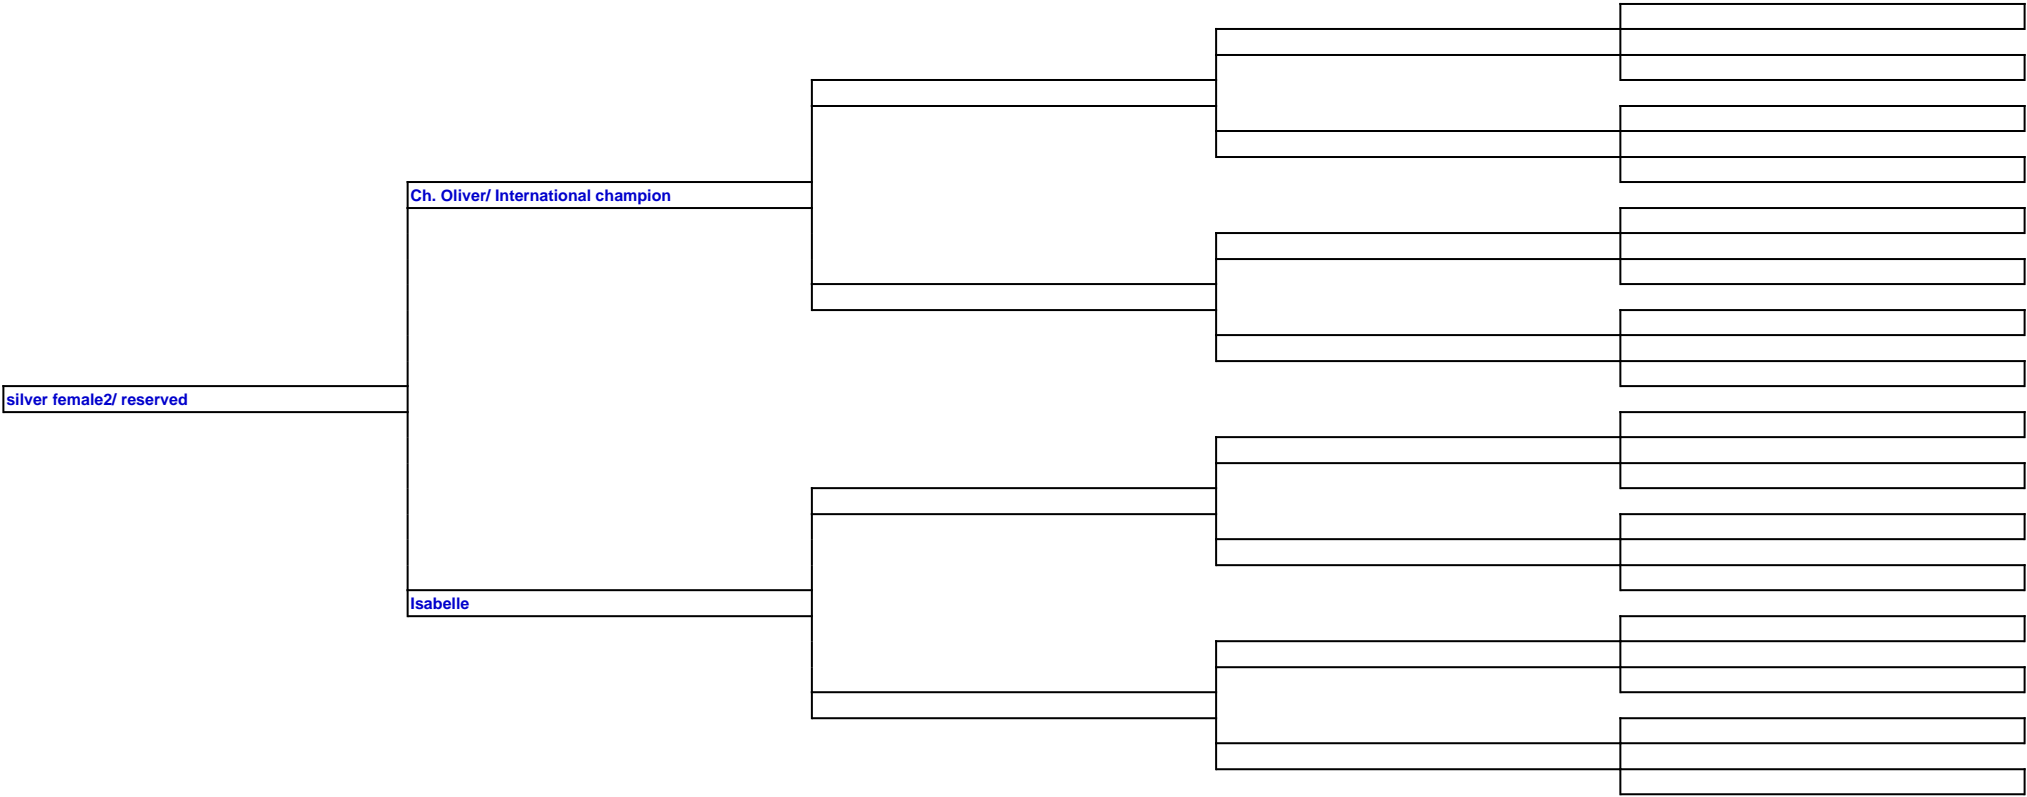 Ch. Oliver/ International champion
silver female2/ reserved
Isabelle